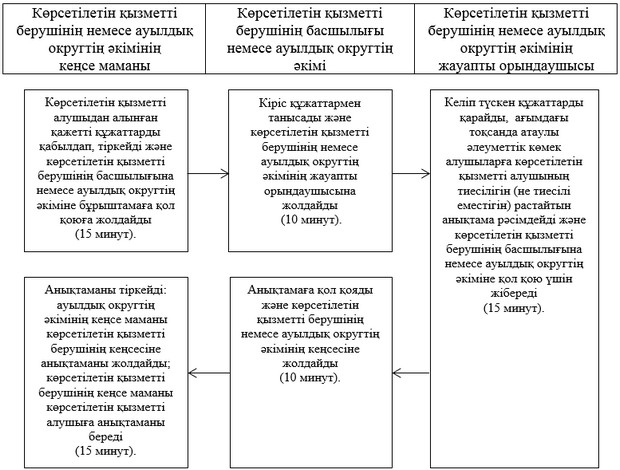 Көрсетілетін қызметті
берушінің немесе ауылдық
округтің әкімінің
кеңсе маманы
Көрсетілетін қызметті
берушінің басшылығы
немесе ауылдық округтің
әкімі
Көрсетілетін қызметті
берушінің немесе ауылдық
округтің әкімінің
жауапты орындаушысы
Көрсетілетін қызметті
алушыдан алынған
қажетті құжаттарды
қабылдап, тіркейді және
көрсетілетін қызметті
берушінің басшылығына
немесе ауылдық округтің
әкіміне бұрыштамаға қол
қоюға жолдайды
(15 минут).
Кіріс құжаттармен
танысады және
көрсетілетін қызметті
берушінің немесе
ауылдық округтің
әкімінің жауапты
орындаушысына
жолдайды
(10 минут).
Келіп түскен құжаттарды
қарайды, ағымдағы
тоқсанда атаулы
әлеуметтік көмек
алушыларға көрсетілетін
қызметті алушының
тиесілігін (не тиесілі
еместігін) растайтын
анықтама рәсімдейді және
көрсетілетін қызметті
берушінің басшылығына
немесе ауылдық округтің
әкіміне қол қою үшін
жібереді
(15 минут).
Анықтаманы тіркейді:
ауылдық округтің
әкімінің кеңсе маманы
көрсетілетін қызметті
берушінің кеңсесіне
анықтаманы жолдайды;
көрсетілетін қызметті
берушінің кеңсе маманы
көрсетілетін қызметті
алушыға анықтаманы
береді
(15 минут).
Анықтамаға қол қояды
және көрсетілетін
қызметті берушінің
немесе ауылдық округтің
әкімінің кеңсесіне
жолдайды
(10 минут).